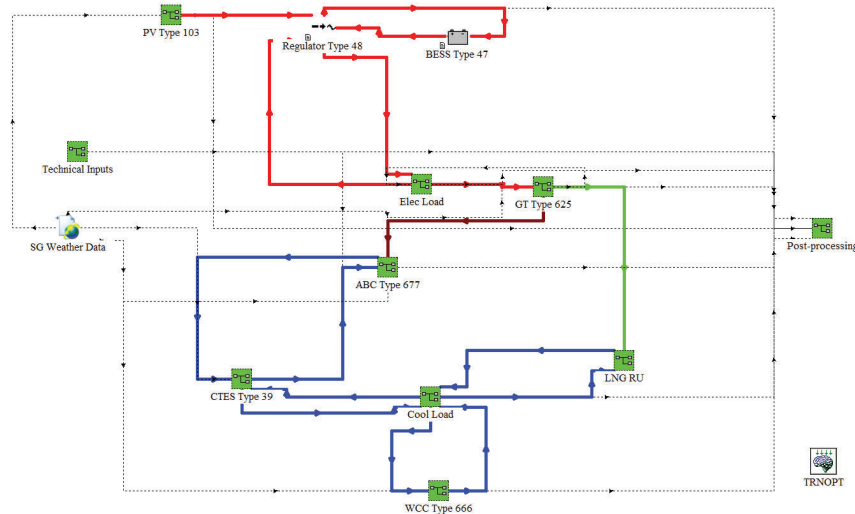 PV Type 103
Regulator Type 48
BESS Type 47
Technical Inputs
Elec Load
GT Type 625
SG Weather Data
Post-processing
ABC Type 677
LNG RU
CTES Type 39
Cool Load
TRNOPT
WCC Type 666